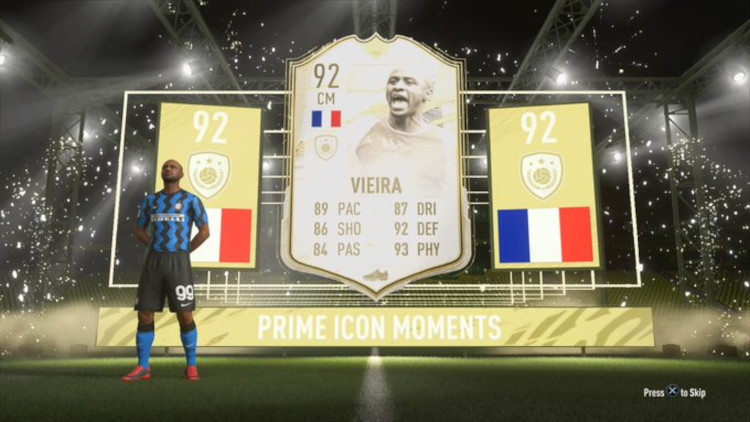 92
92
CM
92
VIEIRA
89 PAC 87 DRI
86 SHO 92 DEF
84 PAS 93 PHY
PIRELLI
99
PRIME ICON MOMENTS
Press X to Skip